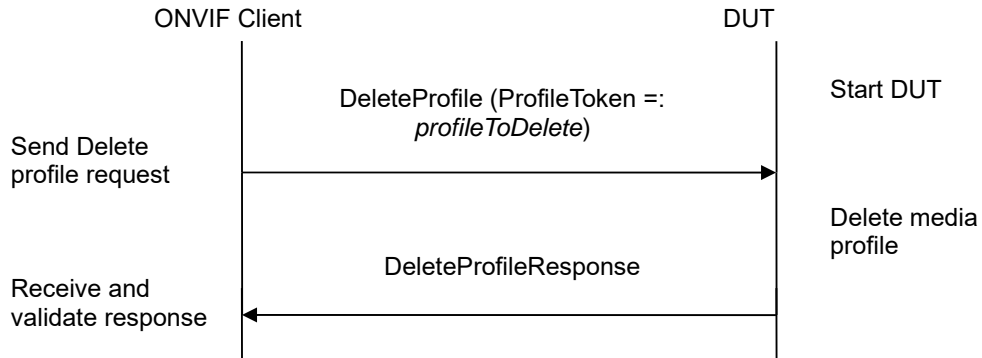 ONVIF Client
DUT
Start DUT
DeleteProfile (ProfileToken =:
profileToDelete)
Send Delete
profile request
Delete media
profile
DeleteProfileResponse
Receive and
validate response